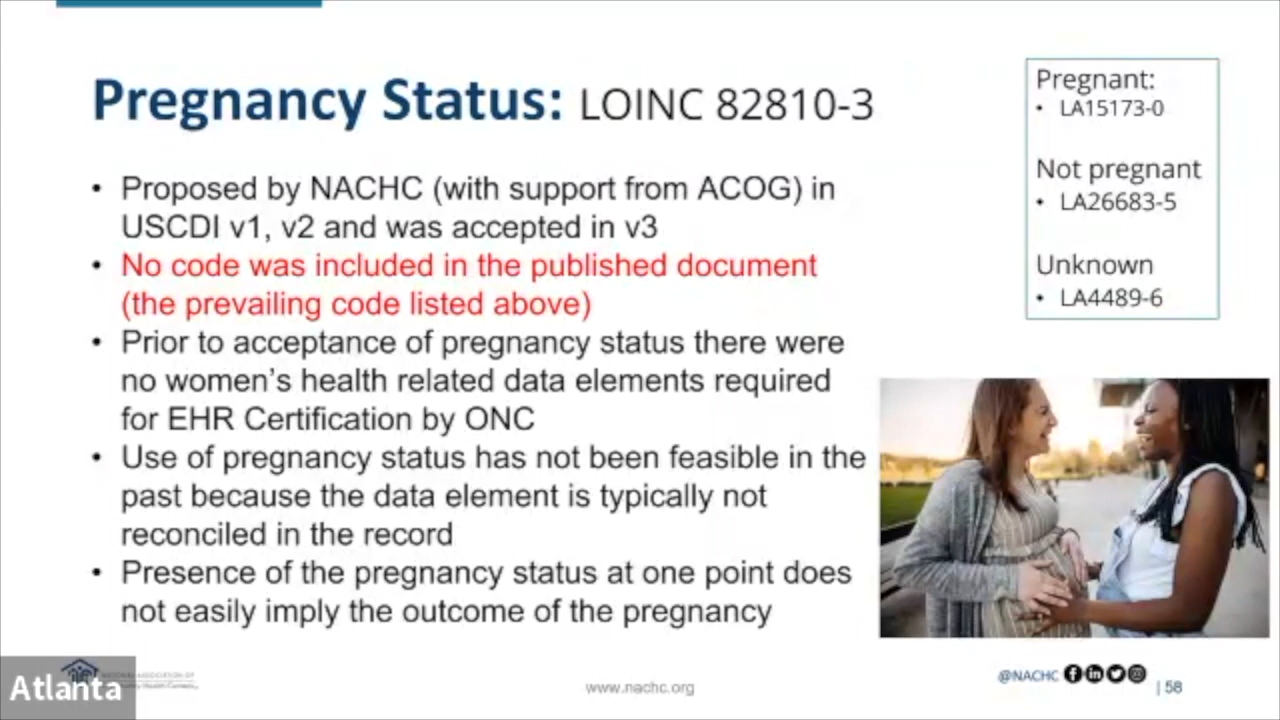 Pregnancy Status: LOINC 82810-3
• Proposed by NACHC (with support from ACOG) in
USCDI v1, v2 and was accepted in v3
• No code was included in the published document
(the prevailing code listed above)
• Prior to acceptance of pregnancy status there were
no women’s health related data elements required
for EHR Certification by ONC
• Use of pregnancy status has not been feasible in the
past because the data element is typically not
reconciled in the record
• Presence of the pregnancy status at one point does
not easily imply the outcome of the pregnancy
Pregnant:
• LA15173-0
Not pregnant
• LA26683-5
Unknown
• LA4489-6
Atlanta
www.nachc.org
@NACHC
| 58